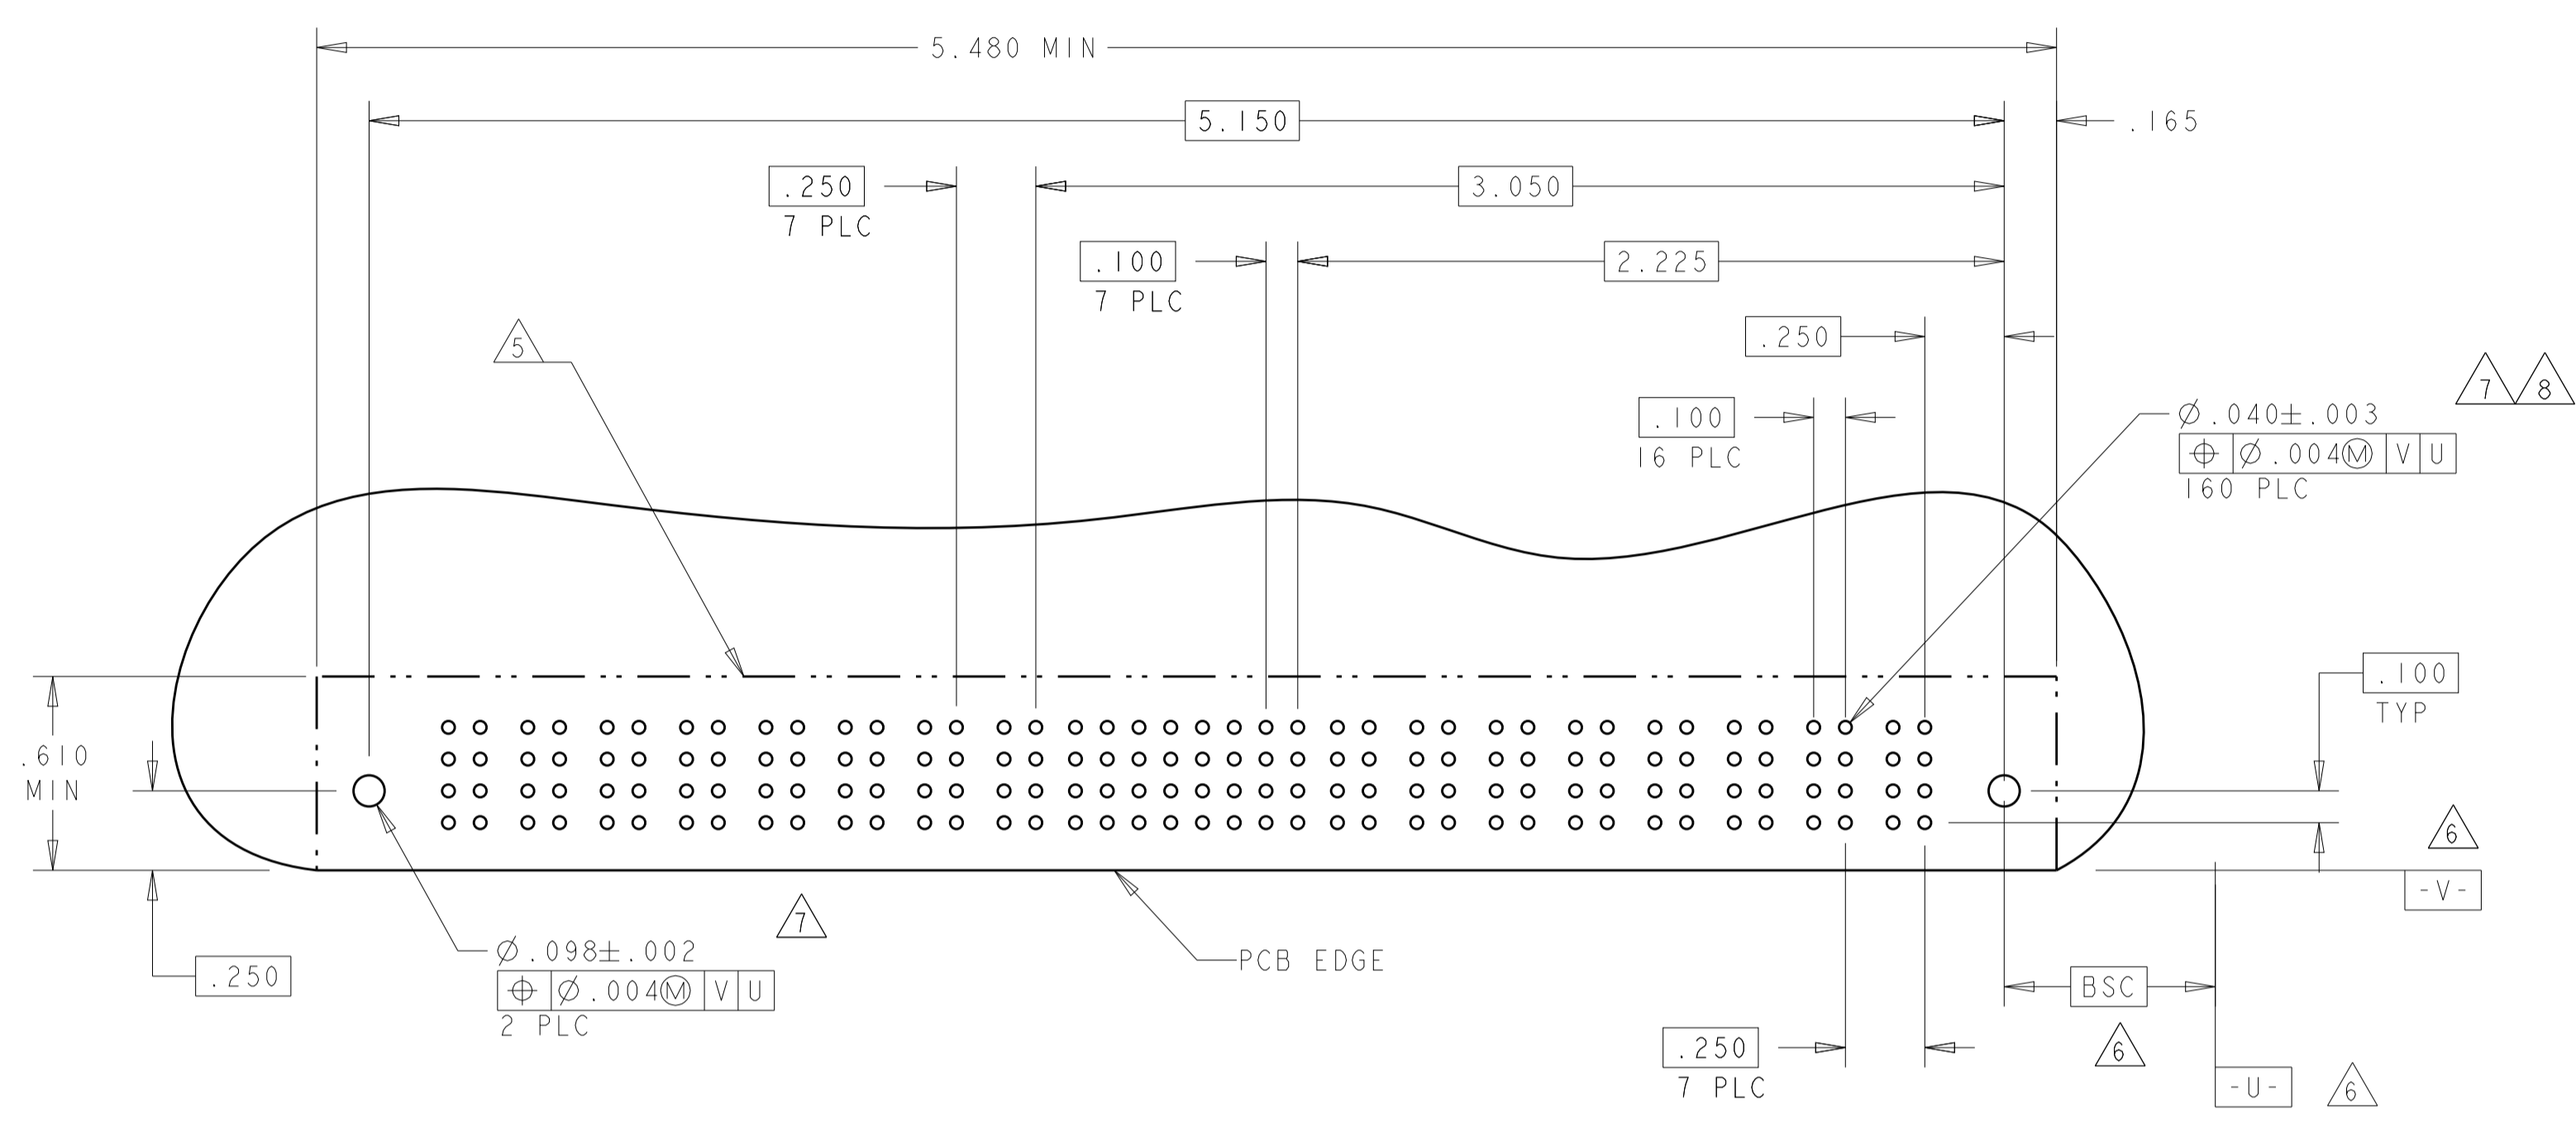 5.480 MIN
5.150
.165
.250
7 PLC
3.050
.100
7 PLC
2.225
.250
5
.100
16 PLC
7 8
Ø.040±.003
⌖ Ø.004Ⓜ V U
160 PLC
.100
TYP
.610
MIN
6
-V-
7
Ø.098±.002
⌖ Ø.004Ⓜ V U
2 PLC
.250
PCB EDGE
BSC
6
.250
7 PLC
-U-
6